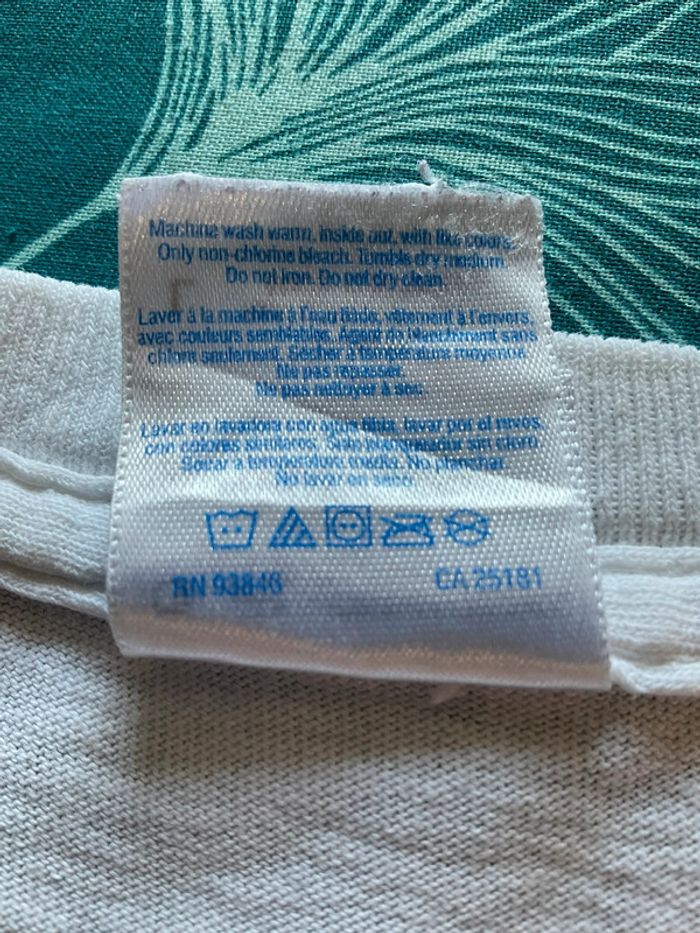 Machine wash warm, inside out, with like colors.
Only non-chlorine bleach. Tumble dry medium.
Do not iron. Do not dry clean.
Laver à la machine à l'eau tiède, vêtement à l'envers,
avec couleurs semblables. Agent de blanchiment sans
chlore seulement. Sécher à température moyenne.
Ne pas repasser.
Ne pas nettoyer à sec.
Lavar en lavadora con agua tibia, lavar por el revés,
con colores similares. Solo blanqueador sin cloro.
Secar a temperatura media. No planchar.
No lavar en seco.
RN 93846
CA 25181